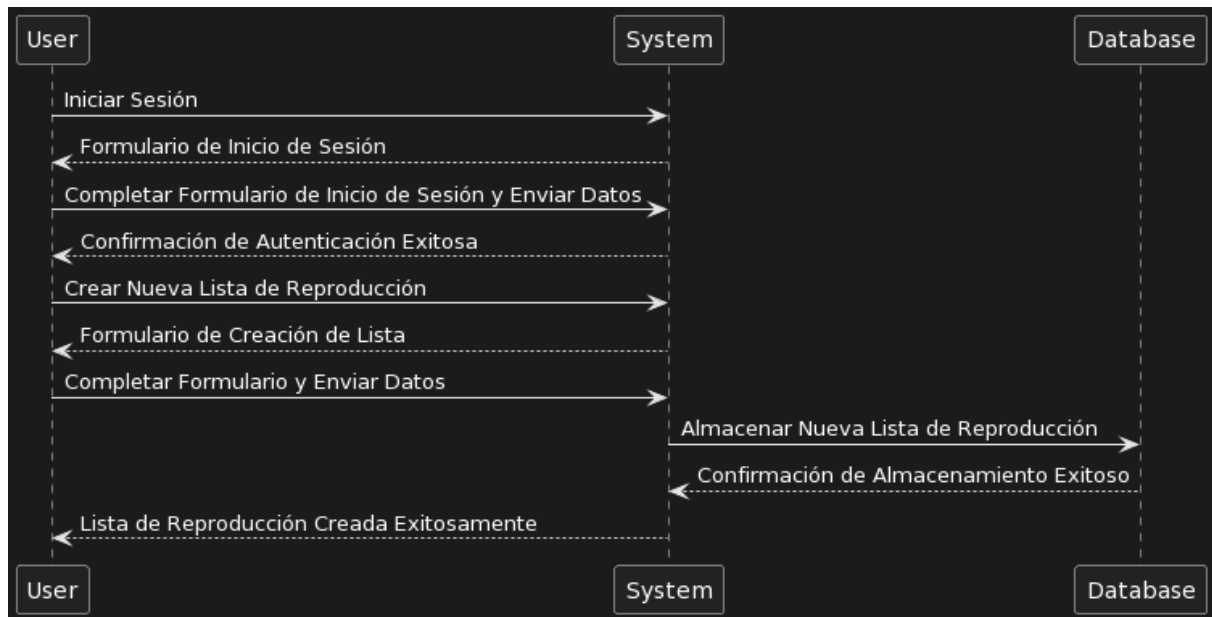 User
System
Database
Iniciar Sesión
Formulario de Inicio de Sesión
Completar Formulario de Inicio de Sesión y Enviar Datos
Confirmación de Autenticación Exitosa
Crear Nueva Lista de Reproducción
Formulario de Creación de Lista
Completar Formulario y Enviar Datos
Almacenar Nueva Lista de Reproducción
Confirmación de Almacenamiento Exitoso
Lista de Reproducción Creada Exitosamente
User
System
Database